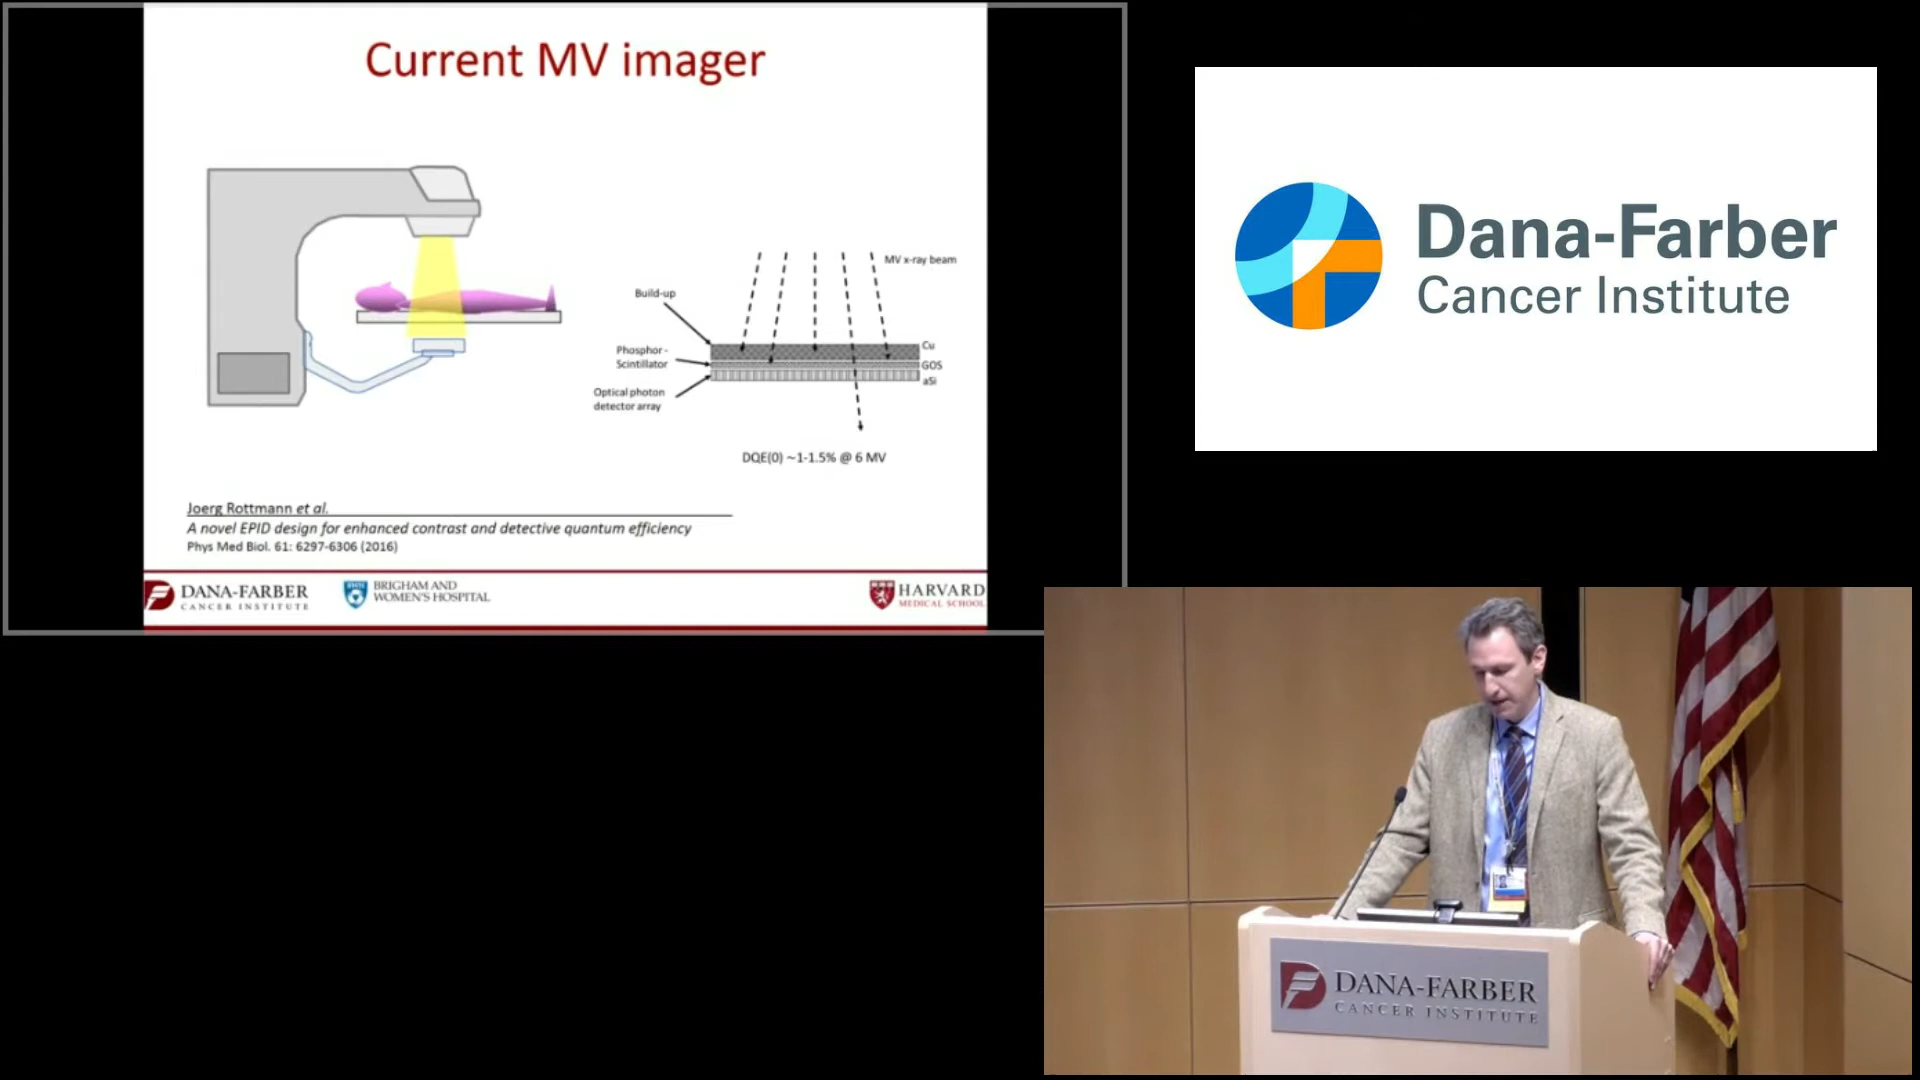 Current MV imager
MV x-ray beam
Build-up
Cu
Phosphor -
Scintillator
GOS
aSi
Optical photon
detector array
DQE(0) ~1-1.5% @ 6 MV
Joerg Rottmann et al.
A novel EPID design for enhanced contrast and detective quantum efficiency
Phys Med Biol. 61: 6297-6306 (2016)
DANA-FARBER
CANCER INSTITUTE
BRIGHAM AND
WOMEN'S HOSPITAL
HARVARD
MEDICAL SCHOOL
Dana-Farber
Cancer Institute
DANA-FARBER
CANCER INSTITUTE